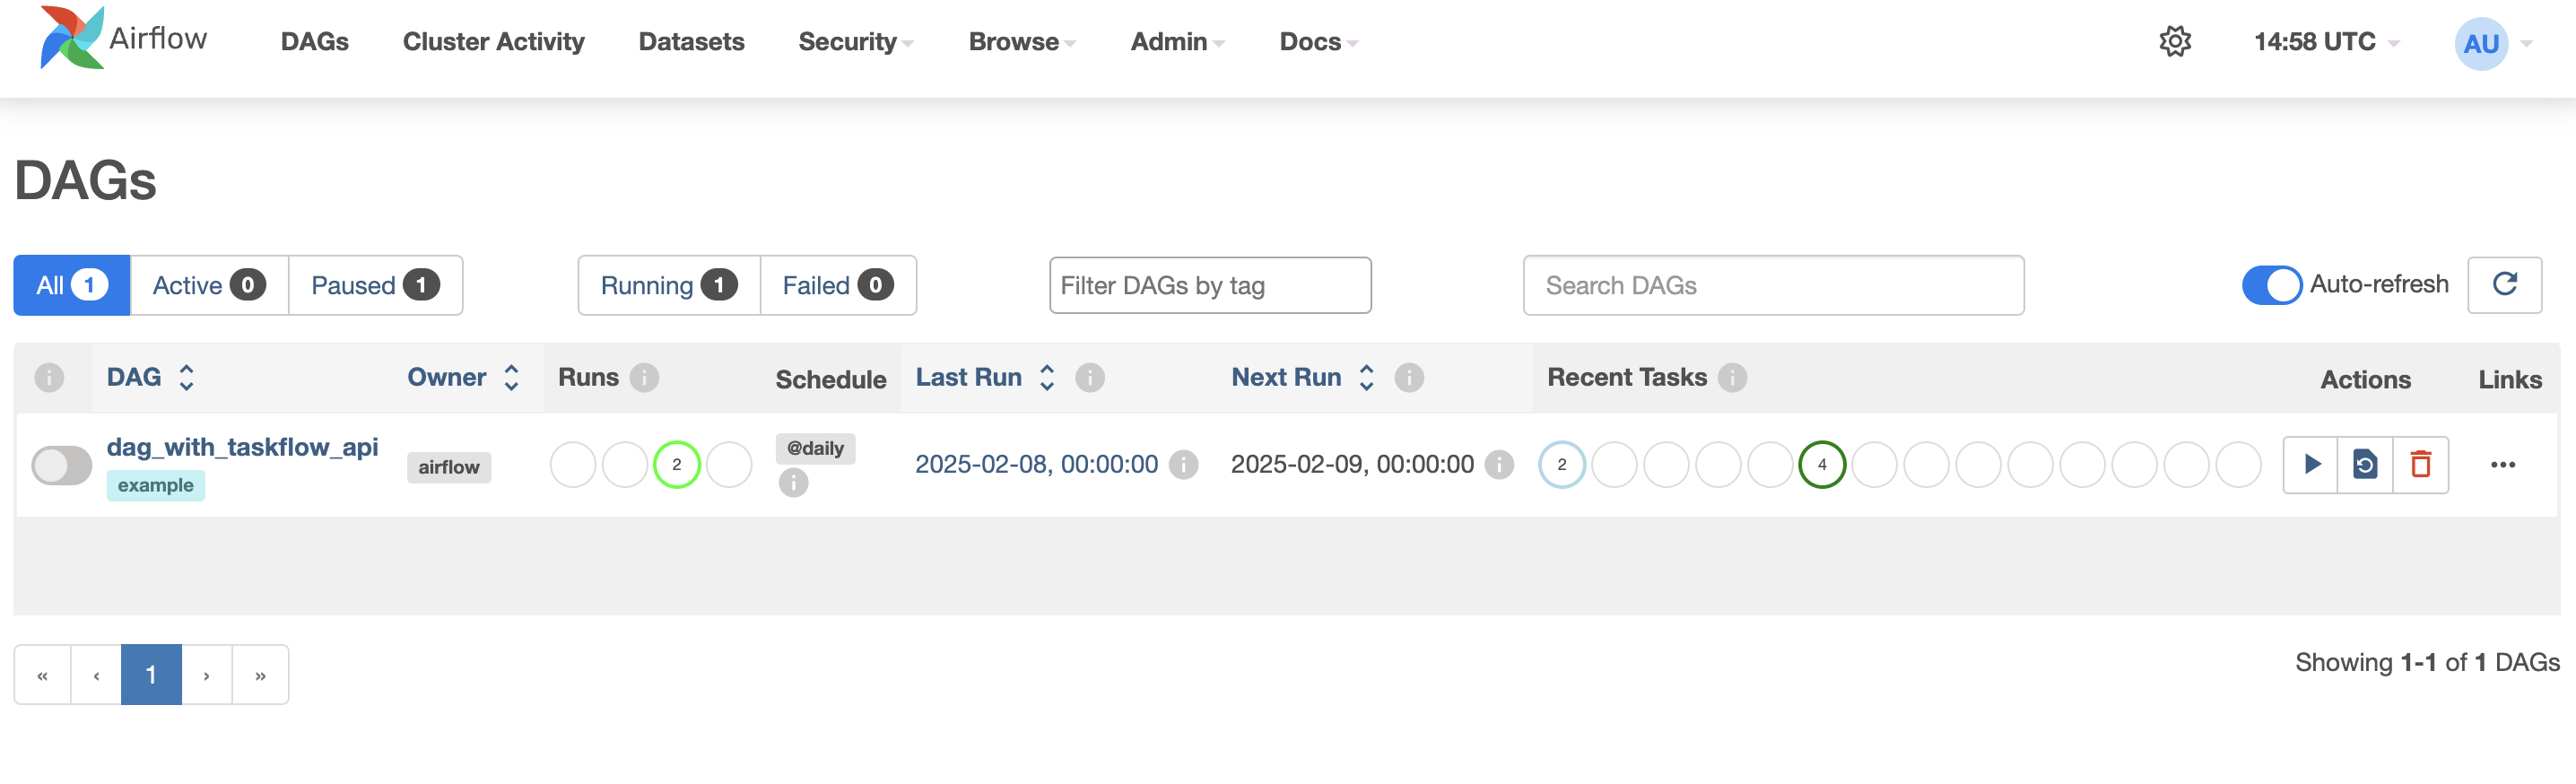 Airflow DAGs Cluster Activity Datasets Security Browse Admin Docs 14:58 UTC AU
DAGs
All 1 Active 0 Paused 1 Running 1 Failed 0 Filter DAGs by tag Search DAGs Auto-refresh
i DAG Owner Runs i Schedule Last Run i Next Run i Recent Tasks i Actions Links
dag_with_taskflow_api airflow 2 @daily 2025-02-08, 00:00:00 i 2025-02-09, 00:00:00 i 2 4 •••
example i
« ‹ 1 › » Showing 1-1 of 1 DAGs